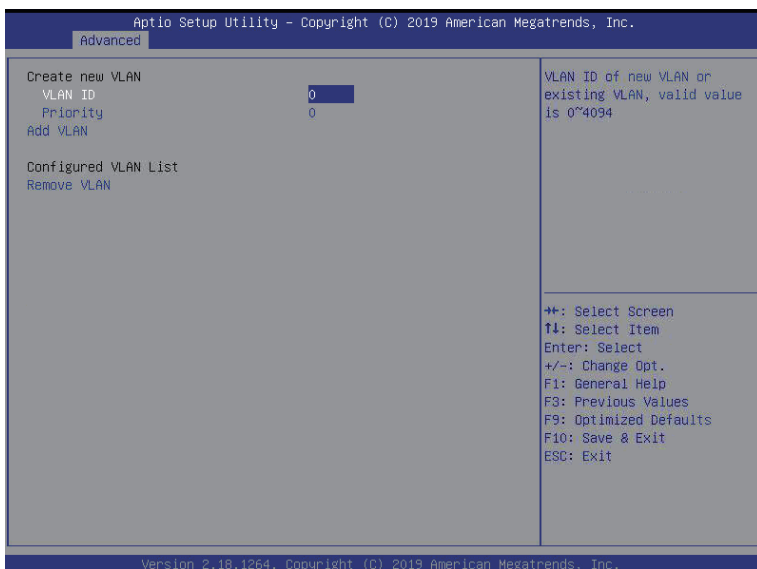 Aptio Setup Utility – Copyright (C) 2019 American Megatrends, Inc.
Advanced
Create new VLAN
VLAN ID 0
Priority 0
Add VLAN
Configured VLAN List
Remove VLAN
VLAN ID of new VLAN or
existing VLAN, valid value
is 0~4094
→←: Select Screen
↑↓: Select Item
Enter: Select
+/-: Change Opt.
F1: General Help
F3: Previous Values
F9: Optimized Defaults
F10: Save & Exit
ESC: Exit
Version 2.18.1264. Copyright (C) 2019 American Megatrends, Inc.